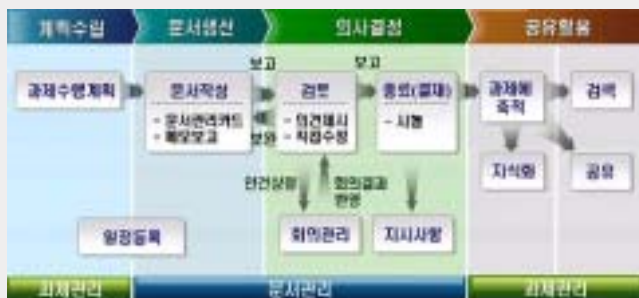 계획수립
문서생산
의사결정
공유활용
보고
보고
과제수행계획
문서작성
- 문서관리카드
- 메모보고
검토
- 의견제시
- 직접수정
종료(결재)
- 시행
과제에
축적
검색
보완
안건상정
회의결과
반영
지식화
공유
일정등록
회의관리
지시사항
과제관리
문서관리
과제관리